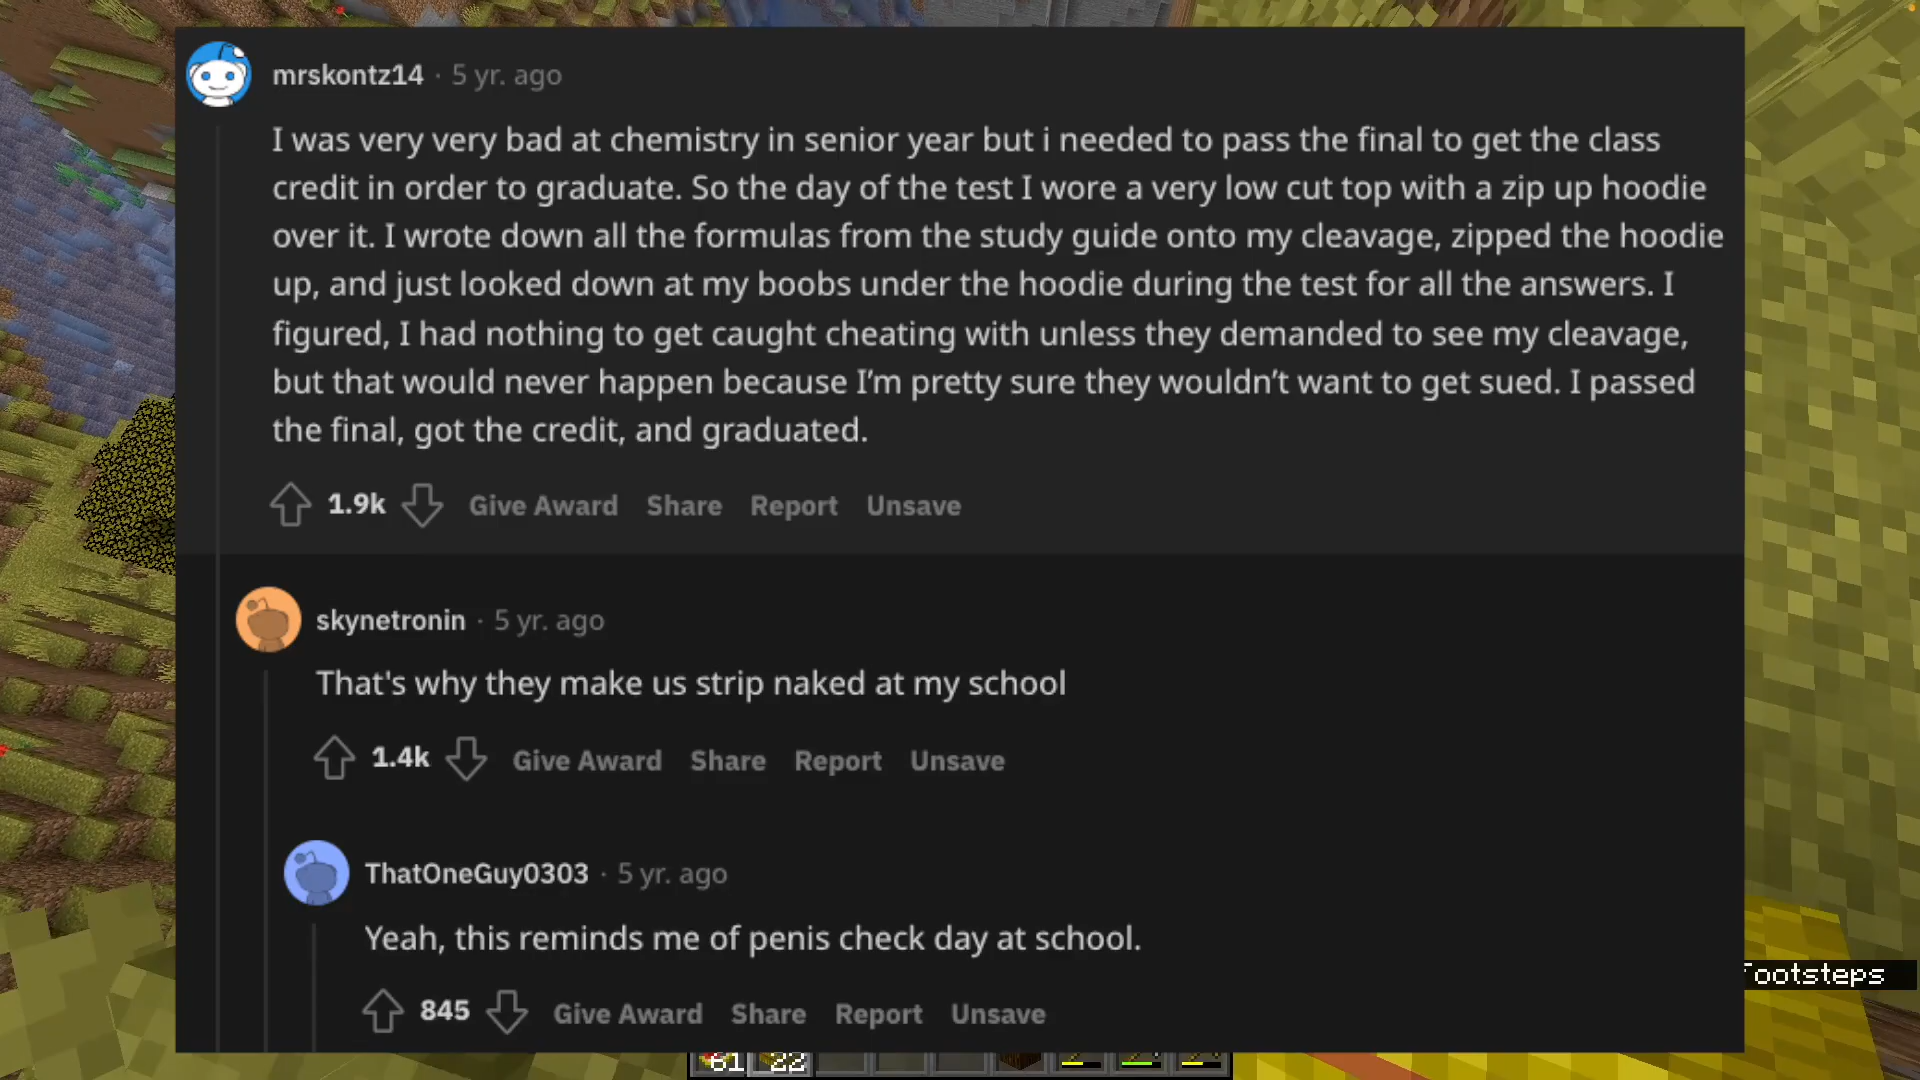 mrskontz14 · 5 yr. ago
I was very very bad at chemistry in senior year but i needed to pass the final to get the class
credit in order to graduate. So the day of the test I wore a very low cut top with a zip up hoodie
over it. I wrote down all the formulas from the study guide onto my cleavage, zipped the hoodie
up, and just looked down at my boobs under the hoodie during the test for all the answers. I
figured, I had nothing to get caught cheating with unless they demanded to see my cleavage,
but that would never happen because I’m pretty sure they wouldn’t want to get sued. I passed
the final, got the credit, and graduated.
1.9k Give Award Share Report Unsave
skynetronin · 5 yr. ago
That's why they make us strip naked at my school
1.4k Give Award Share Report Unsave
ThatOneGuy0303 · 5 yr. ago
Yeah, this reminds me of penis check day at school.
Footsteps
845 Give Award Share Report Unsave
61 22